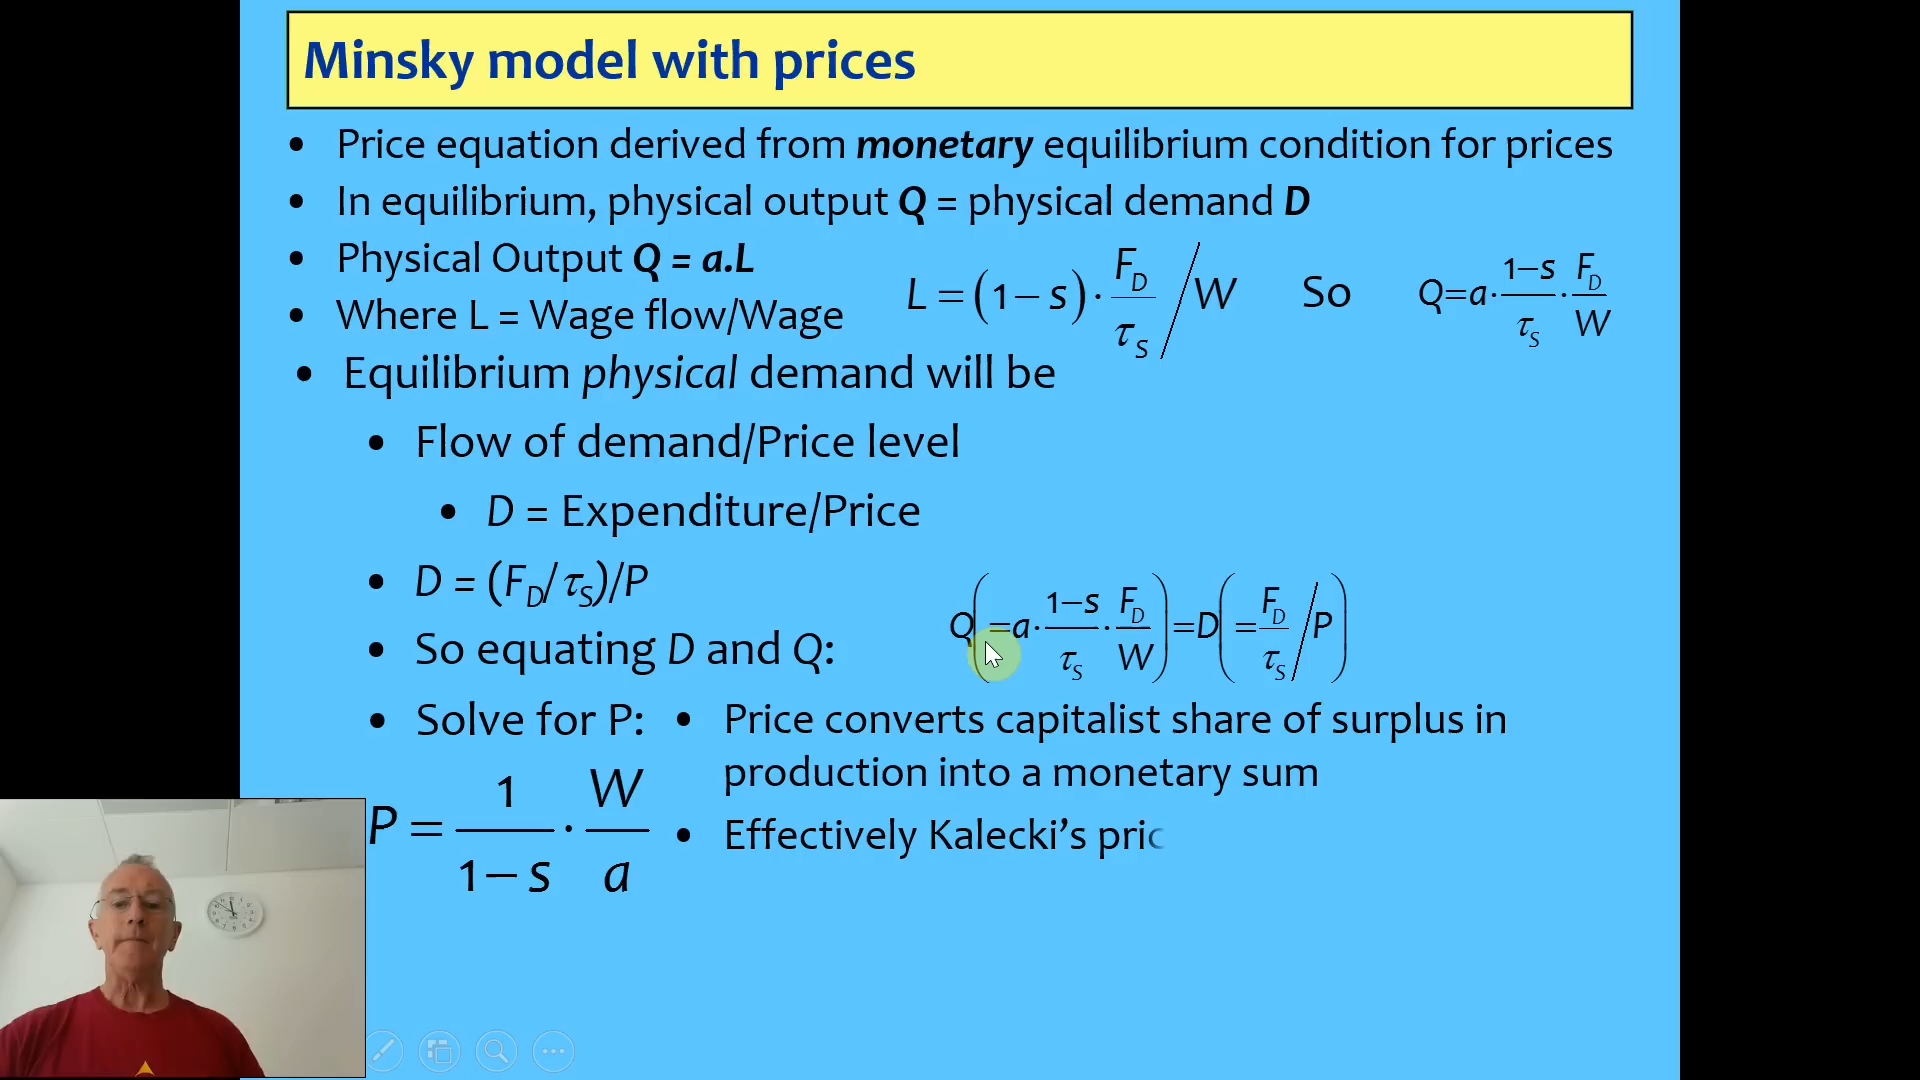 Minsky model with prices
• Price equation derived from monetary equilibrium condition for prices
• In equilibrium, physical output Q = physical demand D
• Physical Output Q = a.L
• Where L = Wage flow/Wage
L = (1 − s) · F_D / τ_S / W So Q=a· 1−s / τ_S · F_D / W
• Equilibrium physical demand will be
• Flow of demand/Price level
• D = Expenditure/Price
• D = (F_D/τ_S)/P
• So equating D and Q:
Q(=a· 1−s / τ_S · F_D / W)=D(= F_D / τ_S / P)
• Solve for P:
P = 1 / 1− s · W / a
• Price converts capitalist share of surplus in
production into a monetary sum
• Effectively Kalecki’s pric